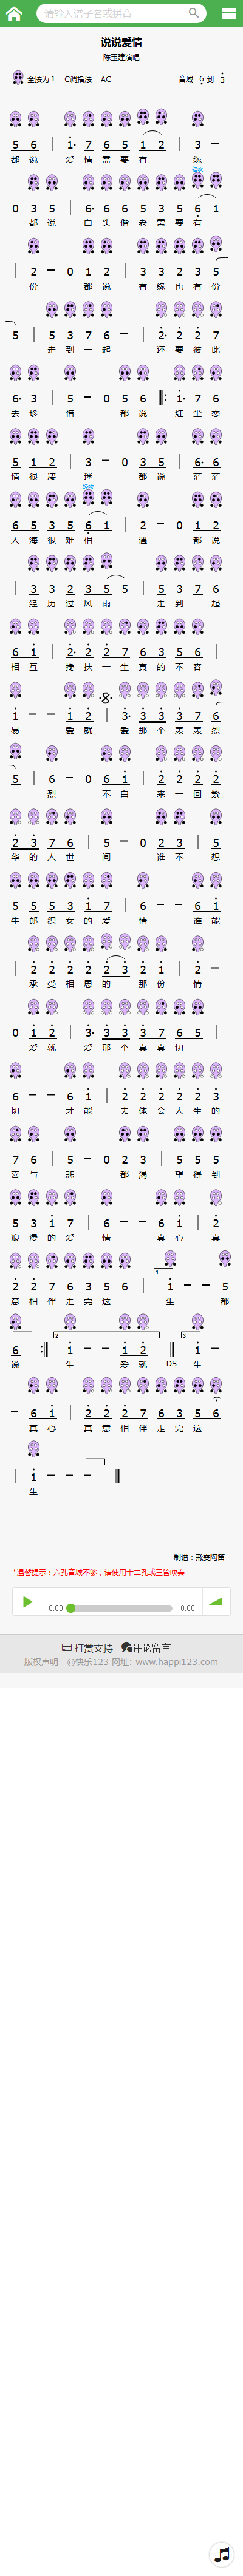 请输入谱子名或拼音
说说爱情
陈玉建演唱
全按为 1 C调指法 AC 音域 6 到 3
5 6 | 1· 7 6 5 1 2 | 3 -
都 说 爱 情 需 要 有 缘
轻吹
0 3 5 | 6· 6 6 5 3 5 | 6 1
都 说 白 头 偕 老 需 要 有
| 2 - 0 1 2 | 3 3 2 3 5
份 都 说 有 缘 也 有 份
5 | 5 3 7 6 - | 2· 2 2 7
走 到 一 起 还 要 彼 此
6· 3 | 5 - 0 5 6 ‖: 1· 7 6
去 珍 惜 都 说 红 尘 恋
5 1 2 | 3 - 0 3 5 | 6· 6
情 很 凄 迷 都 说 茫 茫
轻吹
6 5 3 5 6 1 | 2 - 0 1 2
人 海 很 难 相 遇 都 说
| 3 3 2 3 5 5 | 5 3 7 6
经 历 过 风 雨 走 到 一 起
6 1 | 2· 2 2 7 6 3 5 6 |
相 互 搀 扶 一 生 真 的 不 容
1 - - 1 2 | 3· 3 3 3 7 6
易 爱 就 爱 那 个 轰 轰 烈
5 | 6 - 0 6 1 | 2 2 2 2
烈 不 白 来 一 回 繁
2 3 7 6 | 5 - 0 2 3 | 5
华 的 人 世 间 谁 不 想
5 5 5 3 1 7 | 6 - - 6 1
牛 郎 织 女 的 爱 情 谁 能
| 2 2 2 2 2 3 2 1 | 2 -
承 受 相 思 的 那 份 情
0 1 2 | 3· 3 3 3 7 6 5 |
爱 就 爱 那 个 真 真 切
6 - - 6 1 | 2 2 2 2 2 3
切 才 能 去 体 会 人 生 的
7 6 | 5 - 0 2 3 | 5 5 5
喜 与 悲 都 渴 望 得 到
5 3 1 7 | 6 - - 6 1 | 2
浪 漫 的 爱 情 真 心 真
2 2 7 6 3 5 6 | 1 - - 5
意 相 伴 走 完 这 一 生 都
6 :‖ 1 - - 1 2 ‖ 1 -
说 生 爱 就 DS 生
- 6 1 | 2 2 2 7 6 3 5 6
真 心 真 意 相 伴 走 完 这 一
| 1 - - - ‖
生
制谱：飛雯陶笛
*温馨提示：六孔音域不够，请使用十二孔或三管吹奏
0:00 0:00
打赏支持 评论留言
版权声明 ©快乐123 网址: www.happi123.com